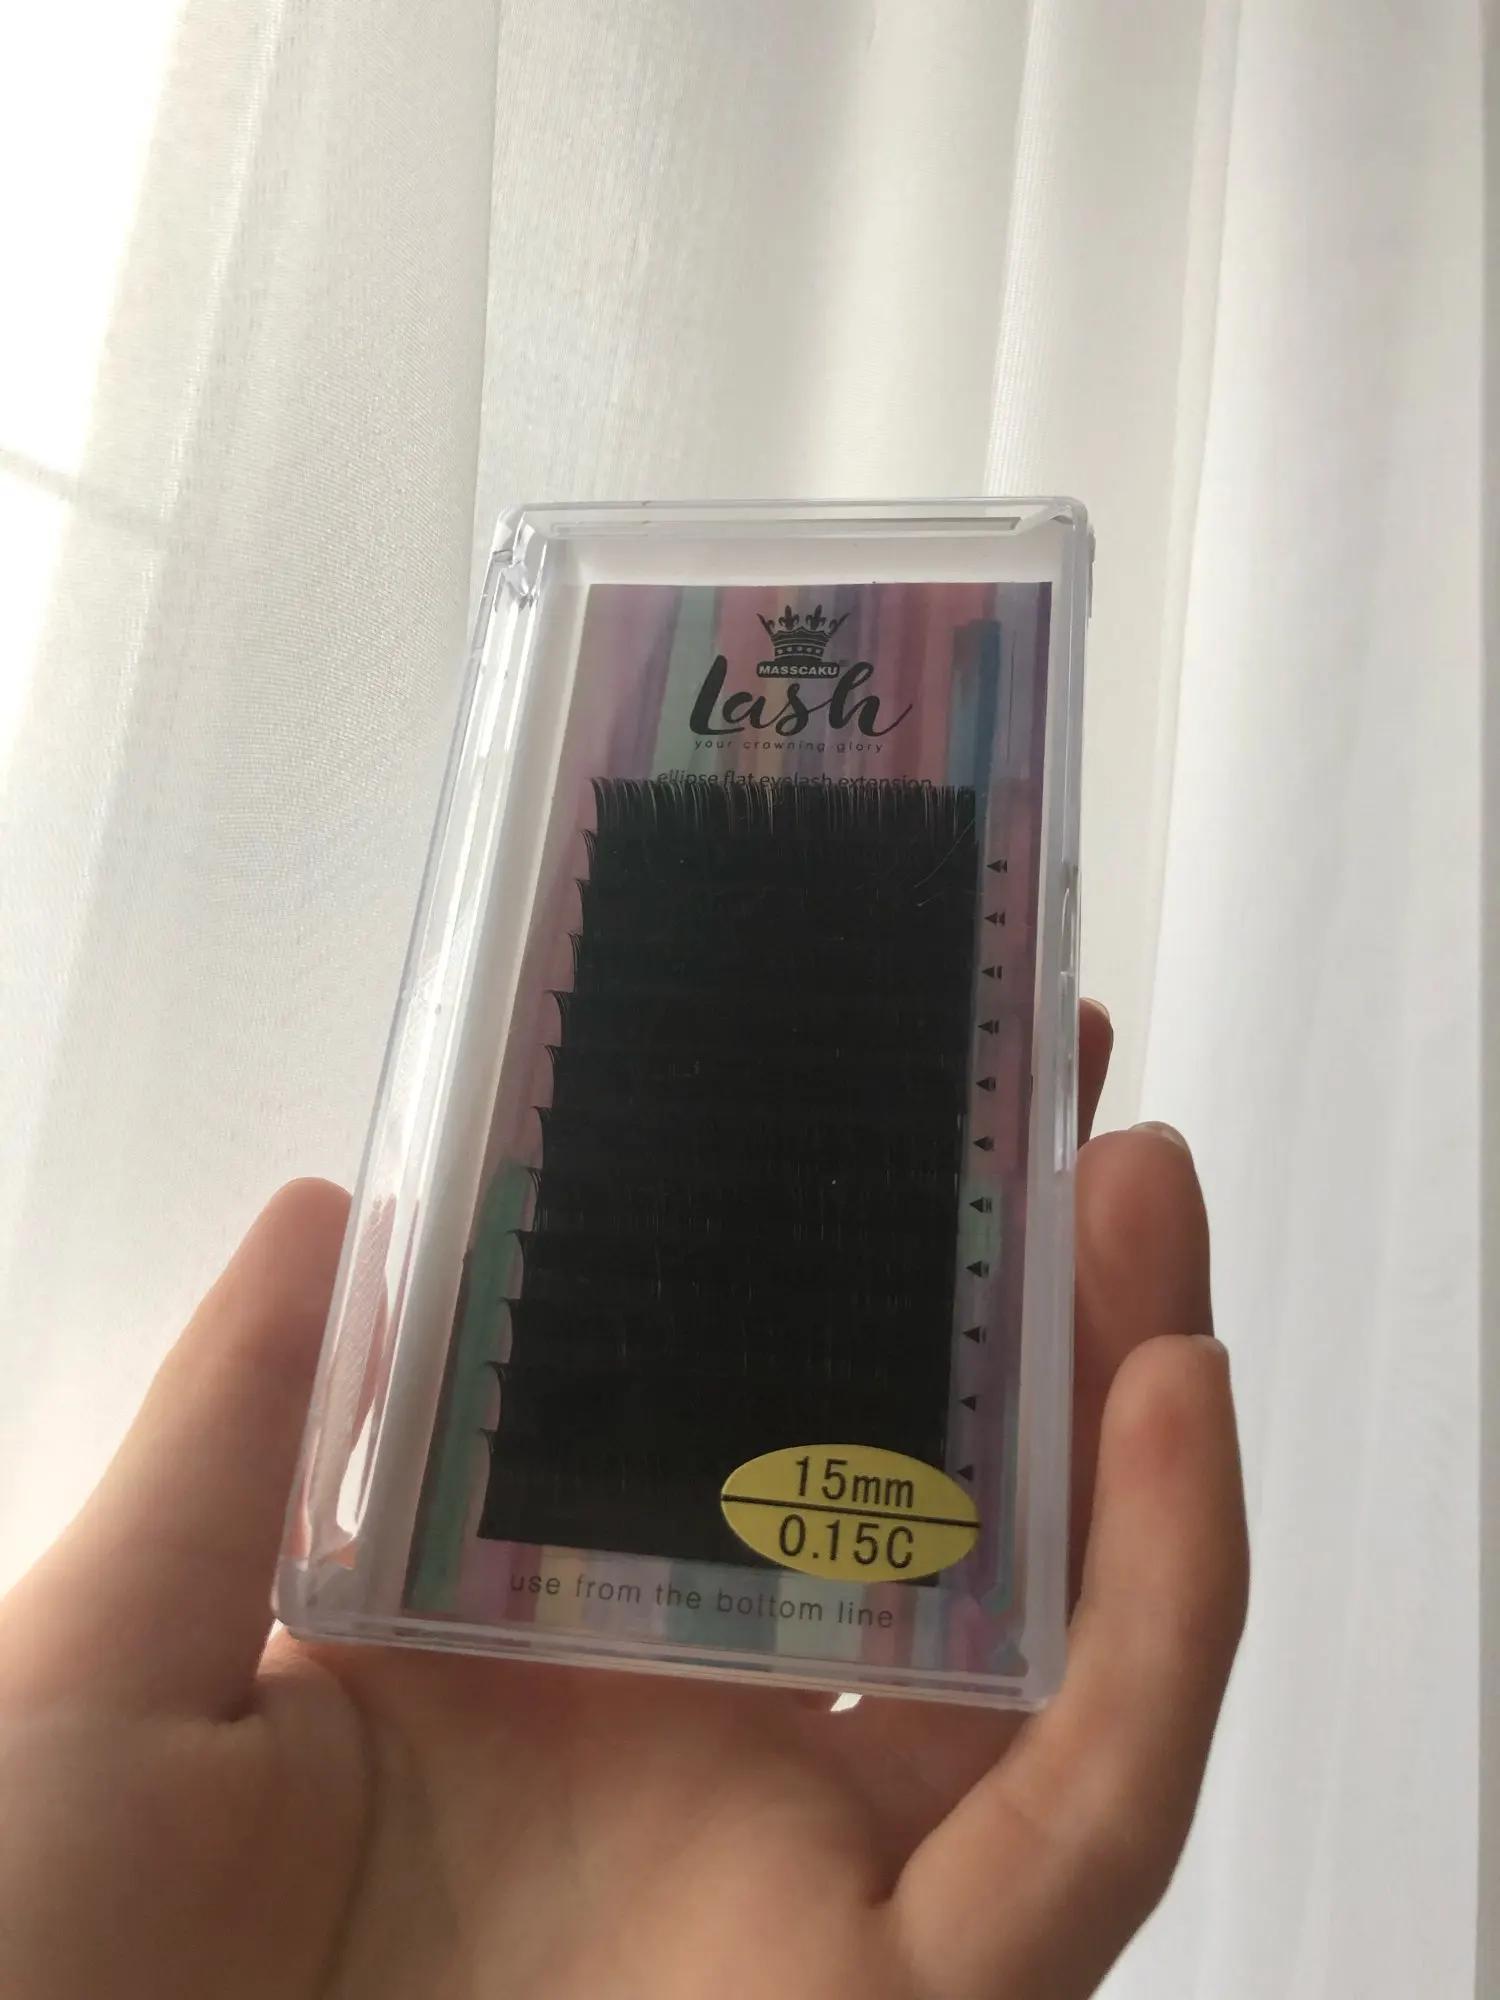 MASSCAKU
Lash
your crowning glory
ellipse flat eyelash extension
15mm
0.15C
use from the bottom line